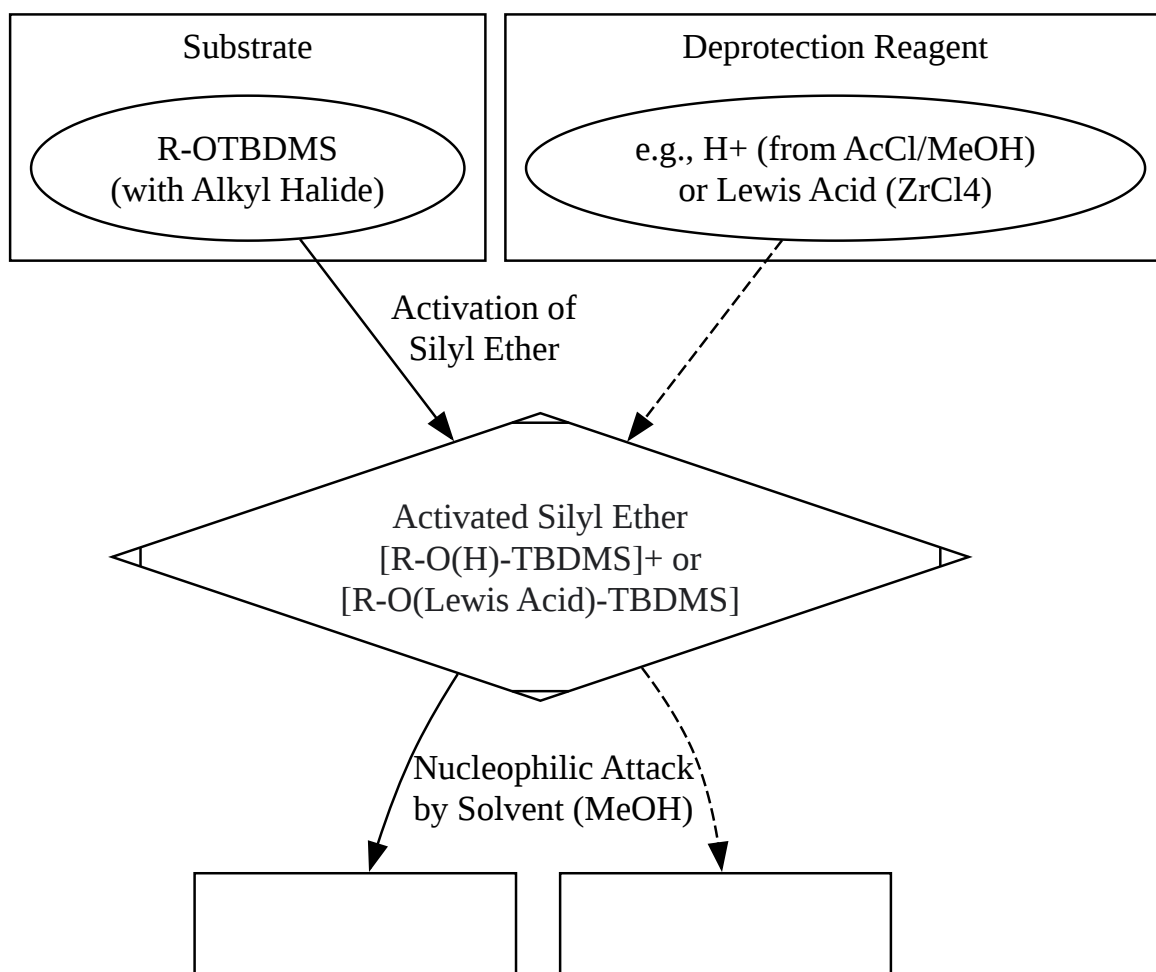 Substrate
Deprotection Reagent
R-OTBDMS
(with Alkyl Halide)
e.g., H+ (from AcCl/MeOH)
or Lewis Acid (ZrCl4)
Activation of
Silyl Ether
Activated Silyl Ether
[R-O(H)-TBDMS]+ or
[R-O(Lewis Acid)-TBDMS]
Nucleophilic Attack
by Solvent (MeOH)